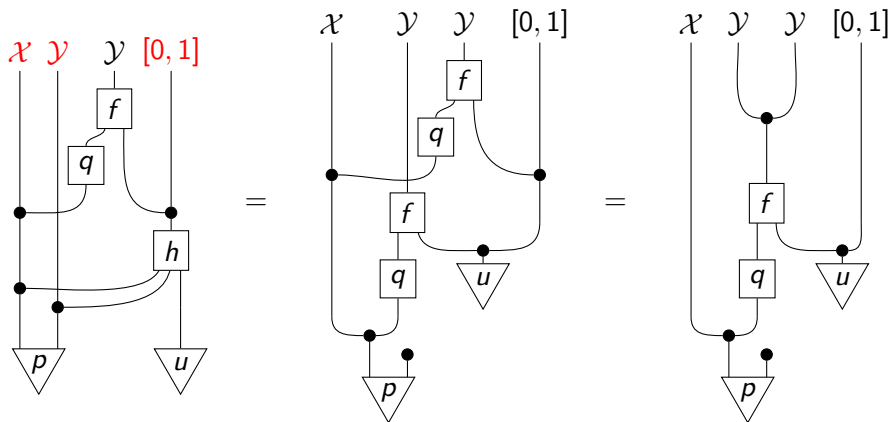 𝒳 𝒴 𝒴 [0, 1]
f
q
h
p
u
=
𝒳 𝒴 𝒴 [0, 1]
f
q
f
q
u
p
=
𝒳 𝒴 𝒴 [0, 1]
f
q
u
p